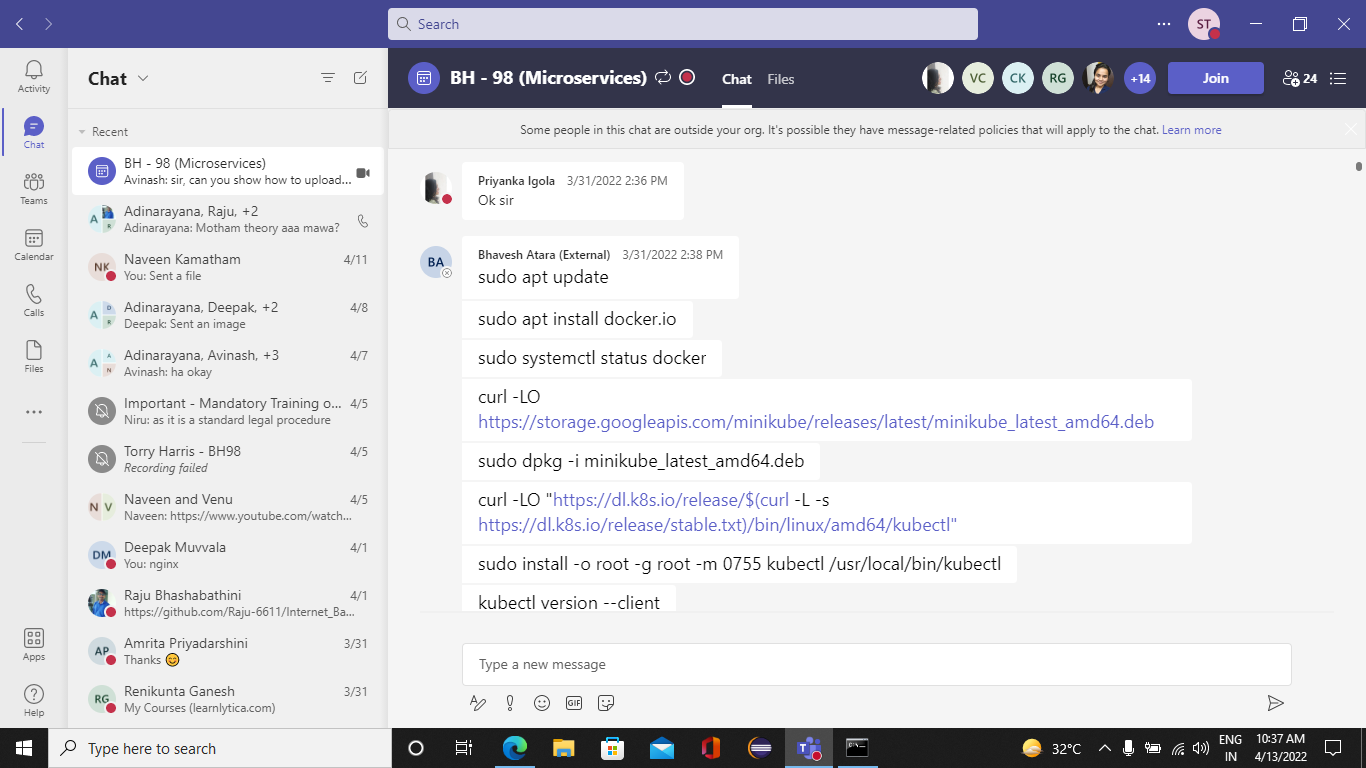 Search
ST
Activity
Chat
Teams
Calendar
Calls
Files
Apps
Help
Chat
Recent
BH - 98 (Microservices)
Avinash: sir, can you show how to upload...
A
R
Adinarayana, Raju, +2
Adinarayana: Motham theory aaa mawa?
NK
Naveen Kamatham
4/11
You: Sent a file
A
D
R
Adinarayana, Deepak, +2
4/8
Deepak: Sent an image
A
A
N
Adinarayana, Avinash, +3
4/7
Avinash: ha okay
Important - Mandatory Training o...
4/5
Niru: as it is a standard legal procedure
Torry Harris - BH98
4/5
Recording failed
N V
Naveen and Venu
4/5
Naveen: https://www.youtube.com/watch...
DM
Deepak Muvvala
4/1
You: nginx
Raju Bhashabathini
4/1
https://github.com/Raju-6611/Internet_Ba...
AP
Amrita Priyadarshini
3/31
Thanks 😊
RG
Renikunta Ganesh
3/31
My Courses (learnlytica.com)
BH - 98 (Microservices)
Chat
Files
VC
CK
RG
+14
Join
24
Some people in this chat are outside your org. It's possible they have message-related policies that will apply to the chat. Learn more
Priyanka Igola 3/31/2022 2:36 PM
Ok sir
BA
Bhavesh Atara (External) 3/31/2022 2:38 PM
sudo apt update
sudo apt install docker.io
sudo systemctl status docker
curl -LO
https://storage.googleapis.com/minikube/releases/latest/minikube_latest_amd64.deb
sudo dpkg -i minikube_latest_amd64.deb
curl -LO "https://dl.k8s.io/release/$(curl -L -s
https://dl.k8s.io/release/stable.txt)/bin/linux/amd64/kubectl"
sudo install -o root -g root -m 0755 kubectl /usr/local/bin/kubectl
kubectl version --client
Type a new message
GIF
Type here to search
32°C
ENG
IN
10:37 AM
4/13/2022